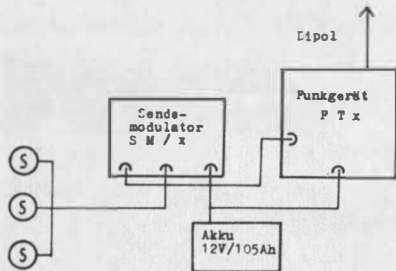 Dipol
Funkgerät
F T x
Sende-
modulator
S M / x
S
S
S
Akku
12V/105Ah